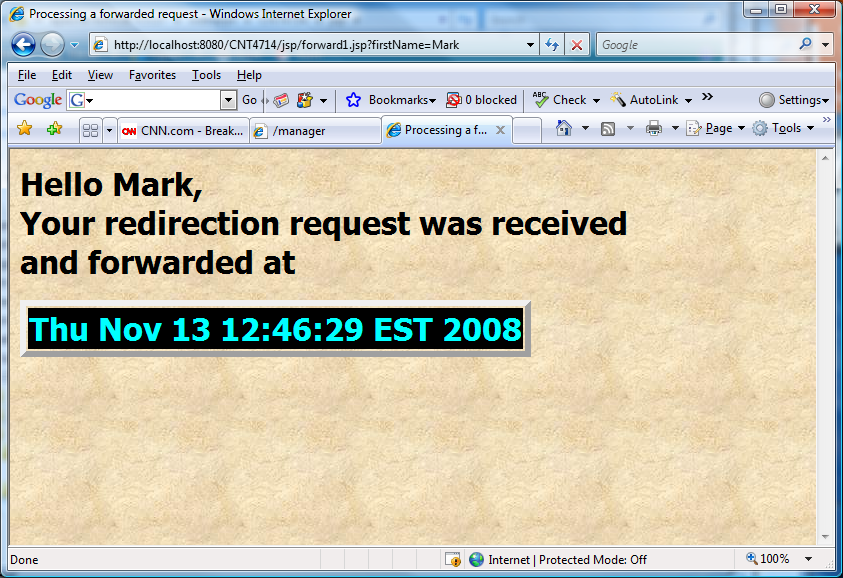 Processing a forwarded request - Windows Internet Explorer
http://localhost:8080/CNT4714/jsp/forward1.jsp?firstName=Mark
Google
File Edit View Favorites Tools Help
Google G Go Bookmarks 0 blocked ABC Check AutoLink » Settings
CNN CNN.com - Break... /manager Processing a f... Page Tools »
Hello Mark,
Your redirection request was received
and forwarded at
Thu Nov 13 12:46:29 EST 2008
Done Internet | Protected Mode: Off 100%